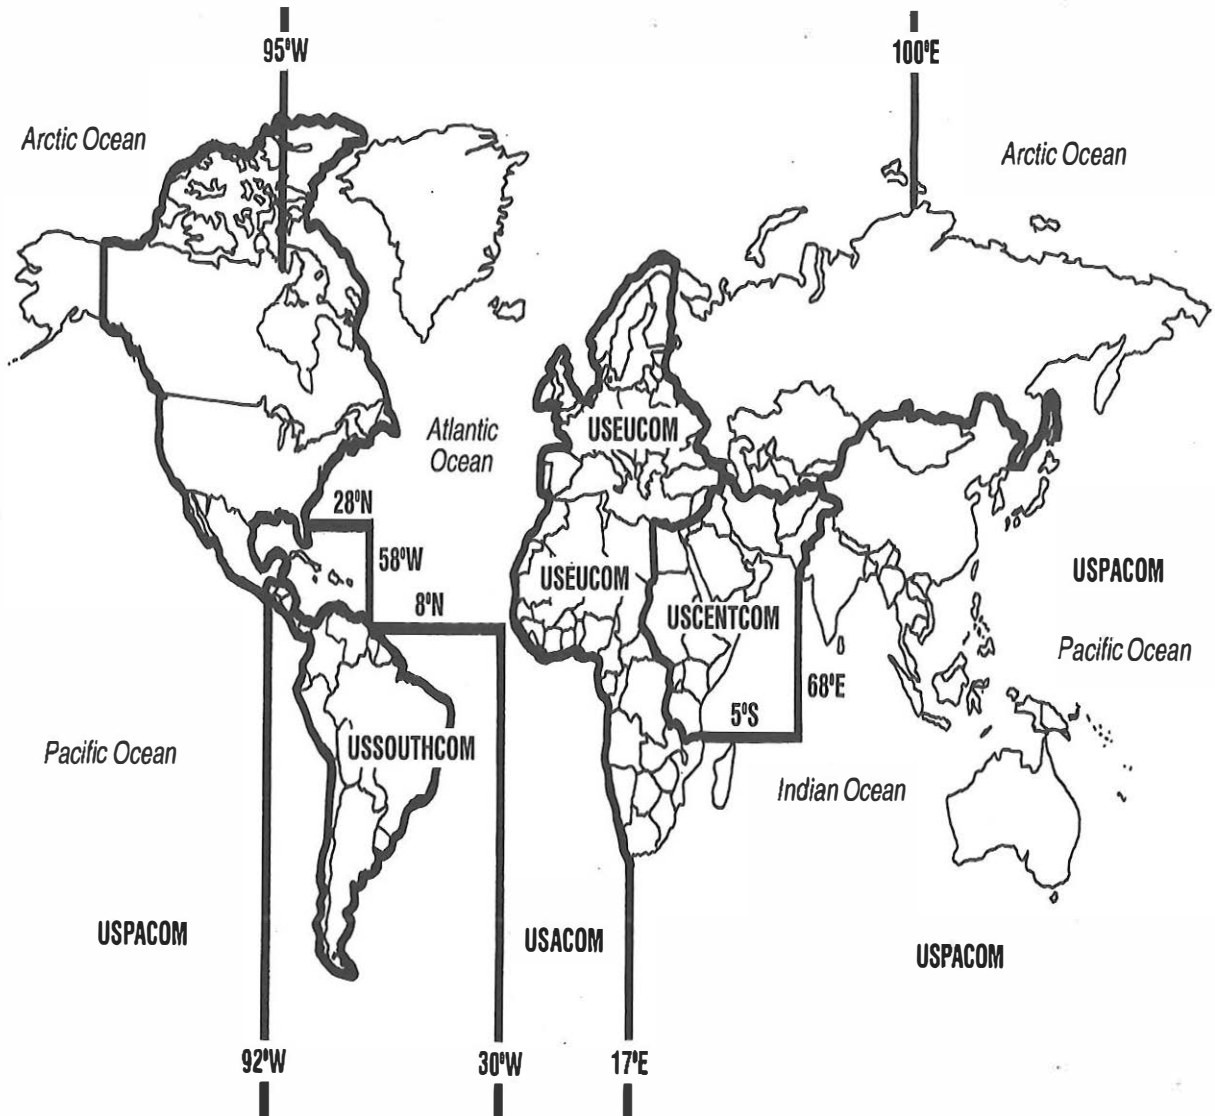 95°W
100°E
Arctic Ocean
Arctic Ocean
Atlantic
Ocean
USEUCOM
28°N
58°W
USEUCOM
USPACOM
8°N
USCENTCOM
Pacific Ocean
68°E
5°S
Pacific Ocean
USSOUTHCOM
Indian Ocean
USPACOM
USACOM
USPACOM
92°W
30°W
17°E